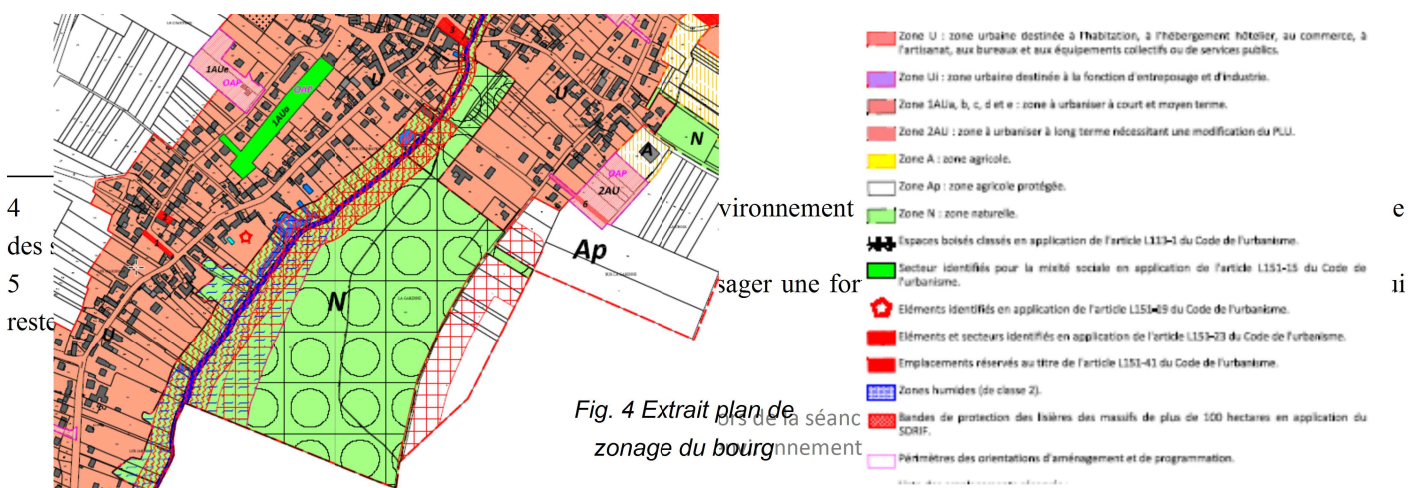 1AUe
OAP
1AUa
3
U
U
A
N
OAP
2AU
6
4
vironnement
e
des s
Ap
5
sager une for
ui
reste
N
U
Fig. 4 Extrait plan de
zonage du bourg
ors de la séanc
nnement
Zone U : zone urbaine destinée à l'habitation, à l'hébergement hôtelier, au commerce, à
l'artisanat, aux bureaux et aux équipements collectifs ou de services publics.
Zone Ui : zone urbaine destinée à la fonction d'entreposage et d'industrie.
Zone 1AUa, b, c, d et e : zone à urbaniser à court et moyen terme.
Zone 2AU : zone à urbaniser à long terme nécessitant une modification du PLU.
Zone A : zone agricole.
Zone Ap : zone agricole protégée.
Zone N : zone naturelle.
Espaces boisés classés en application de l'article L113-1 du Code de l'urbanisme.
Secteur identifiés pour la mixité sociale en application de l'article L151-15 du Code de
l'urbanisme.
Eléments identifiés en application de l'article L151-19 du Code de l'urbanisme.
Eléments et secteurs identifiés en application de l'article L151-23 du Code de l'urbanisme.
Emplacements réservés au titre de l'article L151-41 du Code de l'urbanisme.
Zones humides (de classe 2).
Bandes de protection des lisières des massifs de plus de 100 hectares en application du
SDRIF.
Périmètres des orientations d'aménagement et de programmation.